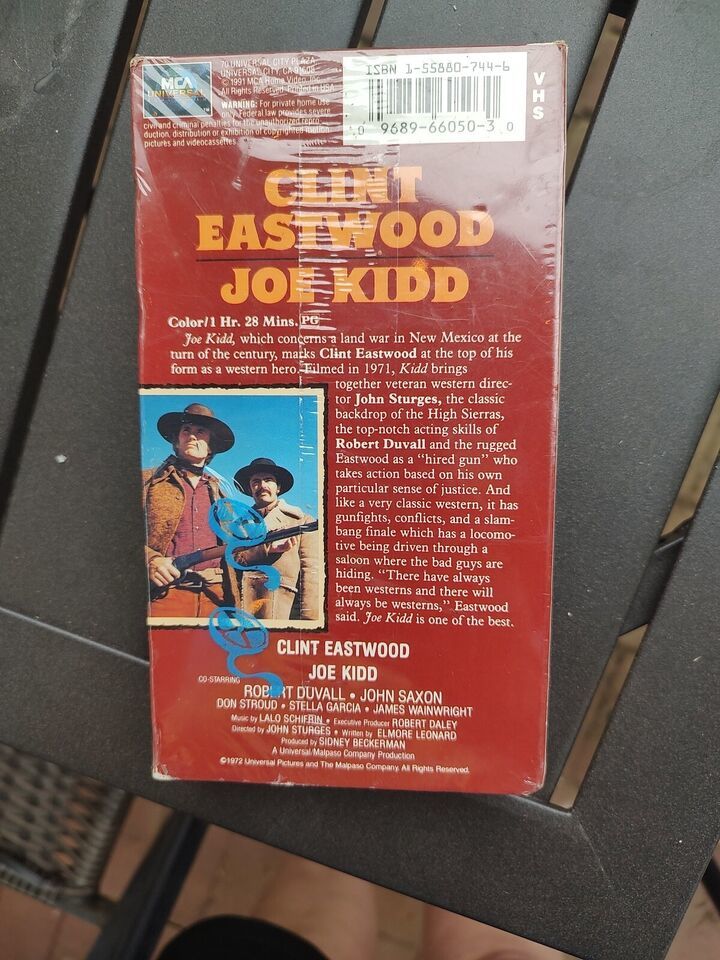 MCA
UNIVERSAL
70 UNIVERSAL CITY PLAZA
UNIVERSAL CITY, CA 91608
© 1991 MCA Home Video, Inc.
All Rights Reserved. Printed in USA
WARNING: For private home use
only. Federal law provides severe
civil and criminal penalties for the unauthorized repro-
duction, distribution or exhibition of copyrighted motion
pictures and videocassettes.
ISBN 1-55880-744-6
0 9689-66050-3 0
VHS
CLINT
EASTWOOD
JOE KIDD
Color/1 Hr. 28 Mins. PG
Joe Kidd, which concerns a land war in New Mexico at the
turn of the century, marks Clint Eastwood at the top of his
form as a western hero. Filmed in 1971, Kidd brings
together veteran western direc-
tor John Sturges, the classic
backdrop of the High Sierras,
the top-notch acting skills of
Robert Duvall and the rugged
Eastwood as a “hired gun” who
takes action based on his own
particular sense of justice. And
like a very classic western, it has
gunfights, conflicts, and a slam-
bang finale which has a locomo-
tive being driven through a
saloon where the bad guys are
hiding. “There have always
been westerns and there will
always be westerns,” Eastwood
said. Joe Kidd is one of the best.
CLINT EASTWOOD
JOE KIDD
CO-STARRING
ROBERT DUVALL • JOHN SAXON
DON STROUD • STELLA GARCIA • JAMES WAINWRIGHT
Music by LALO SCHIFRIN • Executive Producer ROBERT DALEY
Directed by JOHN STURGES • Written by ELMORE LEONARD
Produced by SIDNEY BECKERMAN
A Universal/Malpaso Company Production
©1972 Universal Pictures and The Malpaso Company. All Rights Reserved.